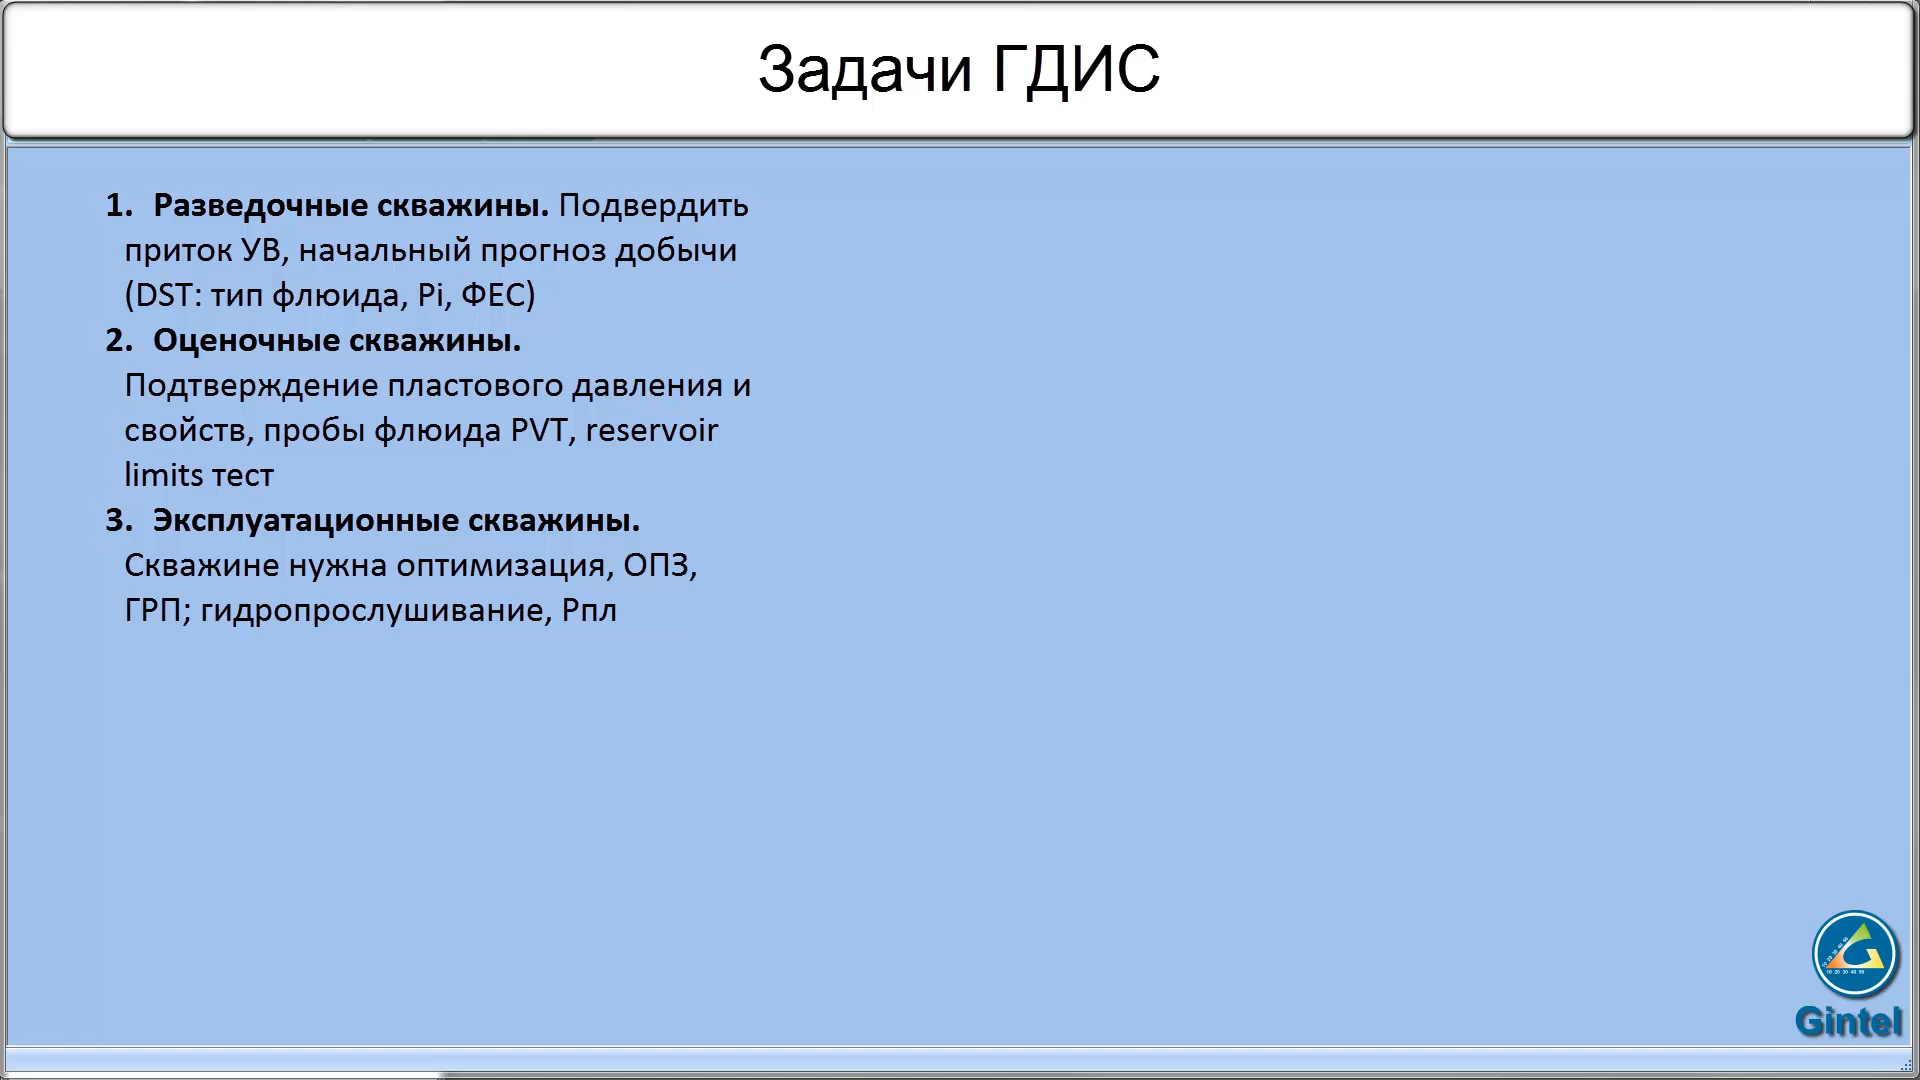 Задачи ГДИС
1. Разведочные скважины. Подвердить
приток УВ, начальный прогноз добычи
(DST: тип флюида, Pi, ФЕС)
2. Оценочные скважины.
Подтверждение пластового давления и
свойств, пробы флюида PVT, reservoir
limits тест
3. Эксплуатационные скважины.
Скважине нужна оптимизация, ОПЗ,
ГРП; гидропрослушивание, Рпл
Gintel